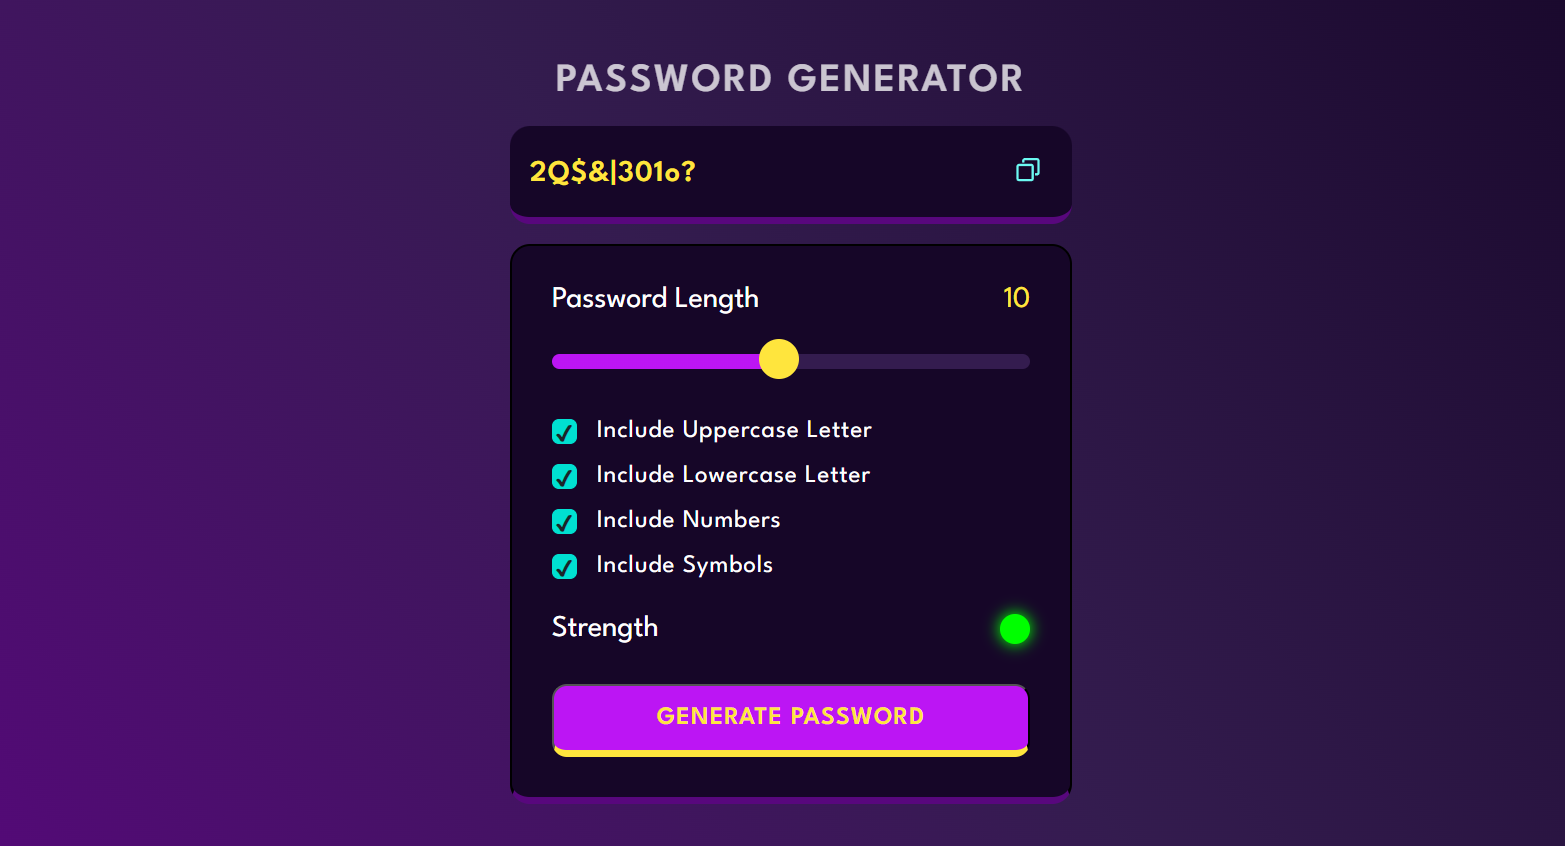 PASSWORD GENERATOR
2Q$&|301o?
Password Length 10
Include Uppercase Letter
Include Lowercase Letter
Include Numbers
Include Symbols
Strength
GENERATE PASSWORD